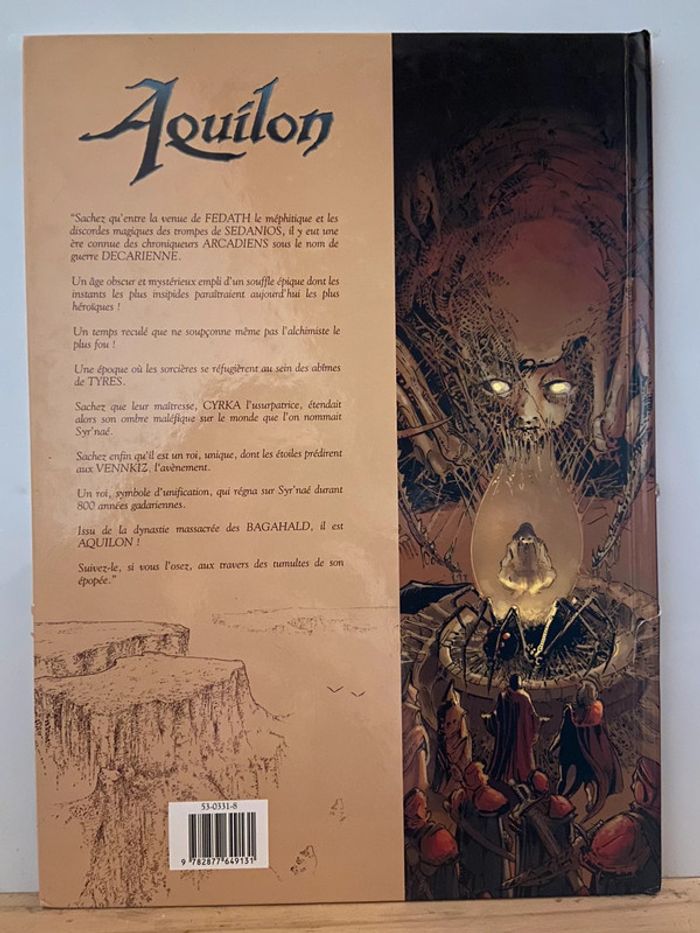 Aquilon
"Sachez qu'entre la venue de FEDATH le méphitique et les
discordes magiques des trompes de SEDANIOS, il y eut une
ère connue des chroniqueurs ARCADIENS sous le nom de
guerre DECARIENNE.
Un âge obscur et mystérieux empli d'un souffle épique dont les
instants les plus insipides paraîtraient aujourd'hui les plus
héroïques !
Un temps reculé que ne soupçonne même pas l'alchimiste le
plus fou !
Une époque où les sorcières se réfugièrent au sein des abîmes
de TYRES.
Sachez que leur maîtresse, CYRKA l'usurpatrice, étendait
alors son ombre maléfique sur le monde que l'on nommait
Syr'naé.
Sachez enfin qu'il est un roi, unique, dont les étoiles prédirent
aux VENNKIZ, l'avènement.
Un roi, symbole d'unification, qui régna sur Syr'naé durant
800 années gadariennes.
Issu de la dynastie massacrée des BAGAHALD, il est
AQUILON !
Suivez-le, si vous l'osez, aux travers des tumultes de son
épopée."
53-0331-8
9 782877 649131